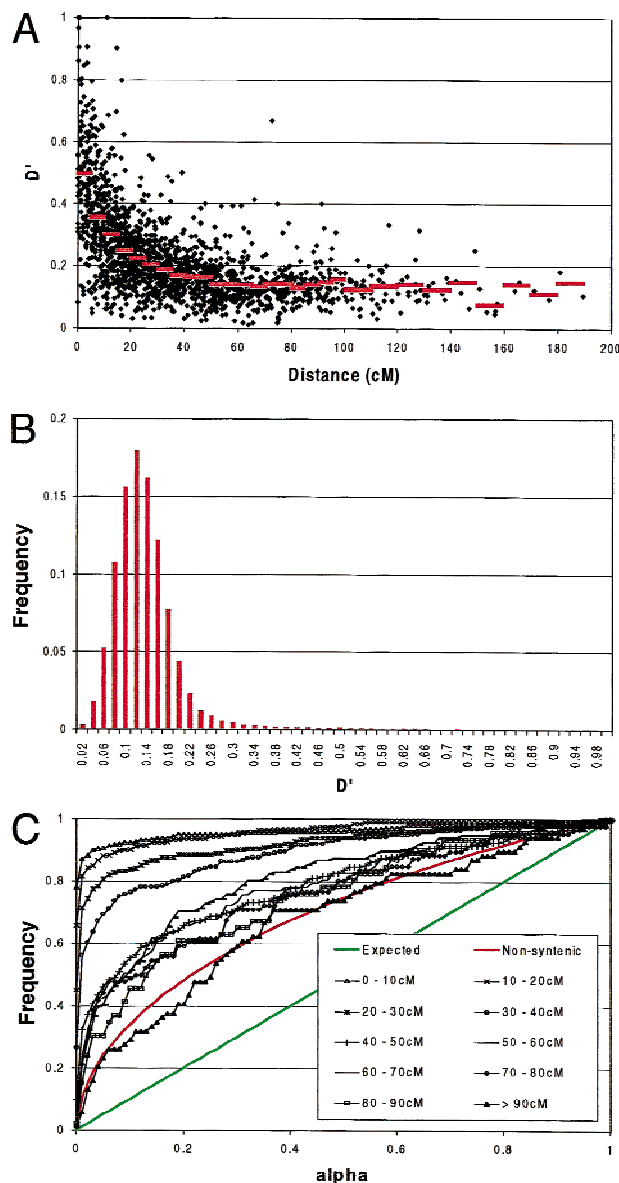 A
1
0.8
0.6
0.4
0.2
0
D'
0 20 40 60 80 100 120 140 160 180 200
Distance (cM)
B
0.2
0.15
0.1
0.05
0
Frequency
0.02 0.06 0.1 0.14 0.18 0.22 0.26 0.3 0.34 0.38 0.42 0.46 0.5 0.54 0.58 0.62 0.66 0.7 0.74 0.78 0.82 0.86 0.9 0.94 0.98
D'
C
1
0.8
0.6
0.4
0.2
0
Frequency
Expected Non-syntenic
0 - 10cM 10 - 20cM
20 - 30cM 30 - 40cM
40 - 50cM 50 - 60cM
60 - 70cM 70 - 80cM
80 - 90cM > 90cM
0 0.2 0.4 0.6 0.8 1
alpha